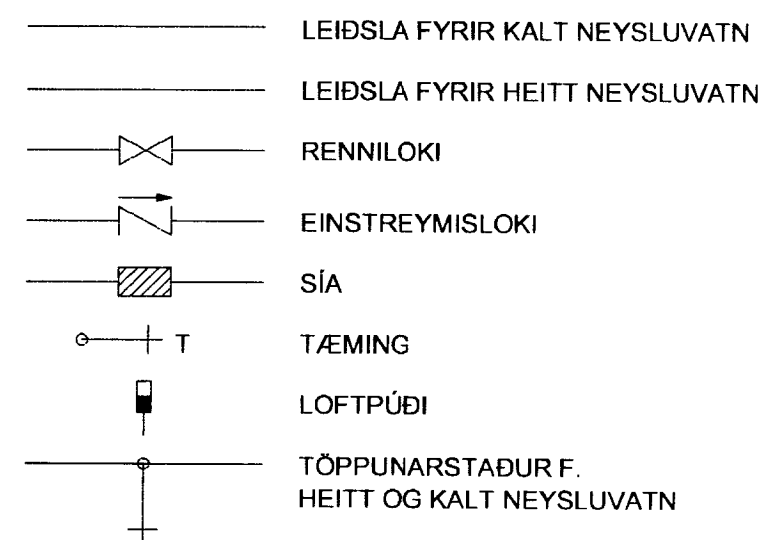 LEIÐSLA FYRIR KALT NEYSLUVATN
LEIÐSLA FYRIR HEITT NEYSLUVATN
RENNILOKI
EINSTREYMISLOKI
SÍA
T TÆMING
LOFTPÚÐI
TÖPPUNARSTAÐUR F.
HEITT OG KALT NEYSLUVATN